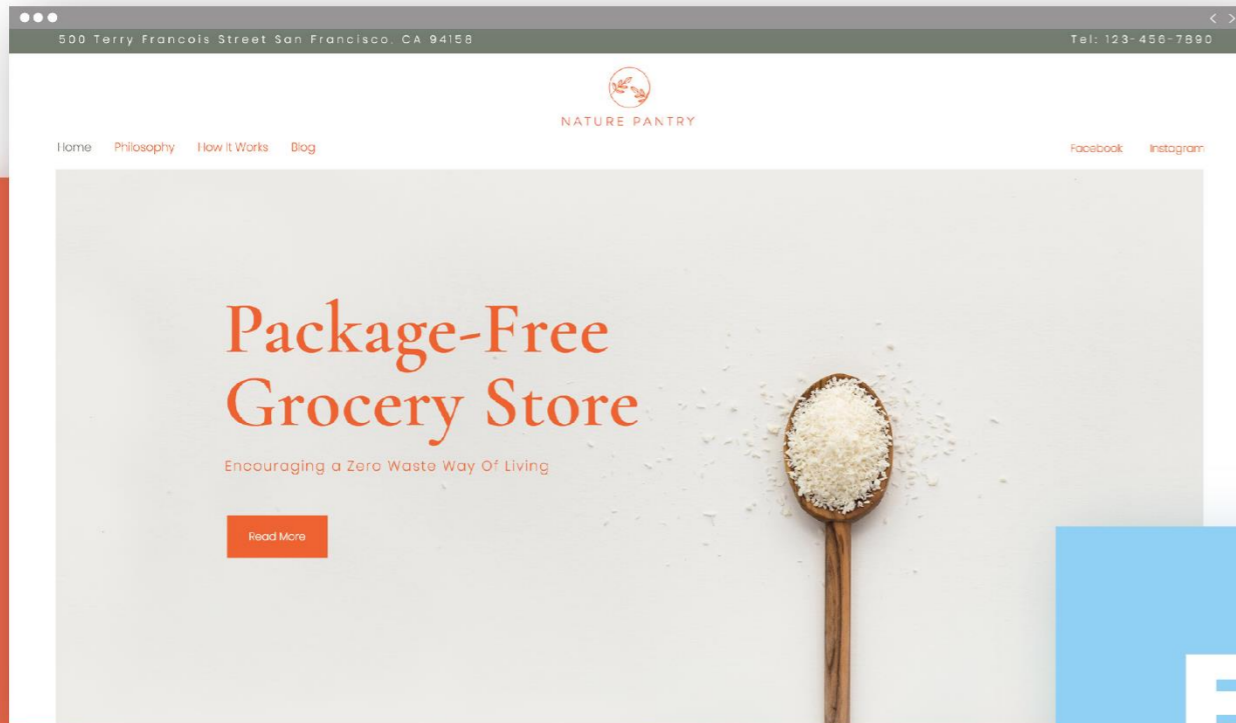 500 Terry Francois Street San Francisco, CA 94158
Tel: 123-456-7890
NATURE PANTRY
Home Philosophy How It Works Blog
Facebook Instagram
Package-Free
Grocery Store
Encouraging a Zero Waste Way Of Living
Read More